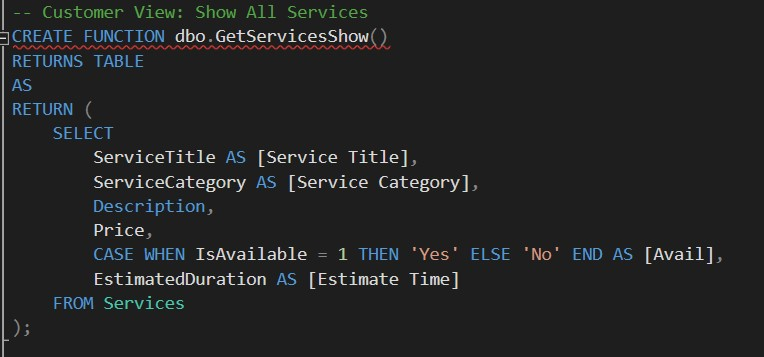 -- Customer View: Show All Services
CREATE FUNCTION dbo.GetServicesShow()
RETURNS TABLE
AS
RETURN (
    SELECT
        ServiceTitle AS [Service Title],
        ServiceCategory AS [Service Category],
        Description,
        Price,
        CASE WHEN IsAvailable = 1 THEN 'Yes' ELSE 'No' END AS [Avail],
        EstimatedDuration AS [Estimate Time]
    FROM Services
);